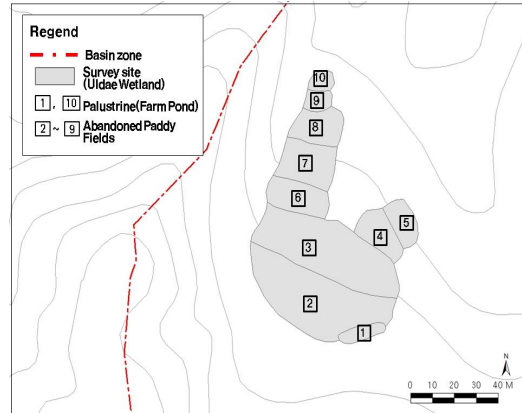 Regend
Basin zone
Survey site
(Uldae Wetland)
1 , 10 Palustrine(Farm Pond)
2 ~ 9 Abandoned Paddy
Fields
10
9
8
7
6
5
4
3
2
1
N
0 10 20 30 40 M